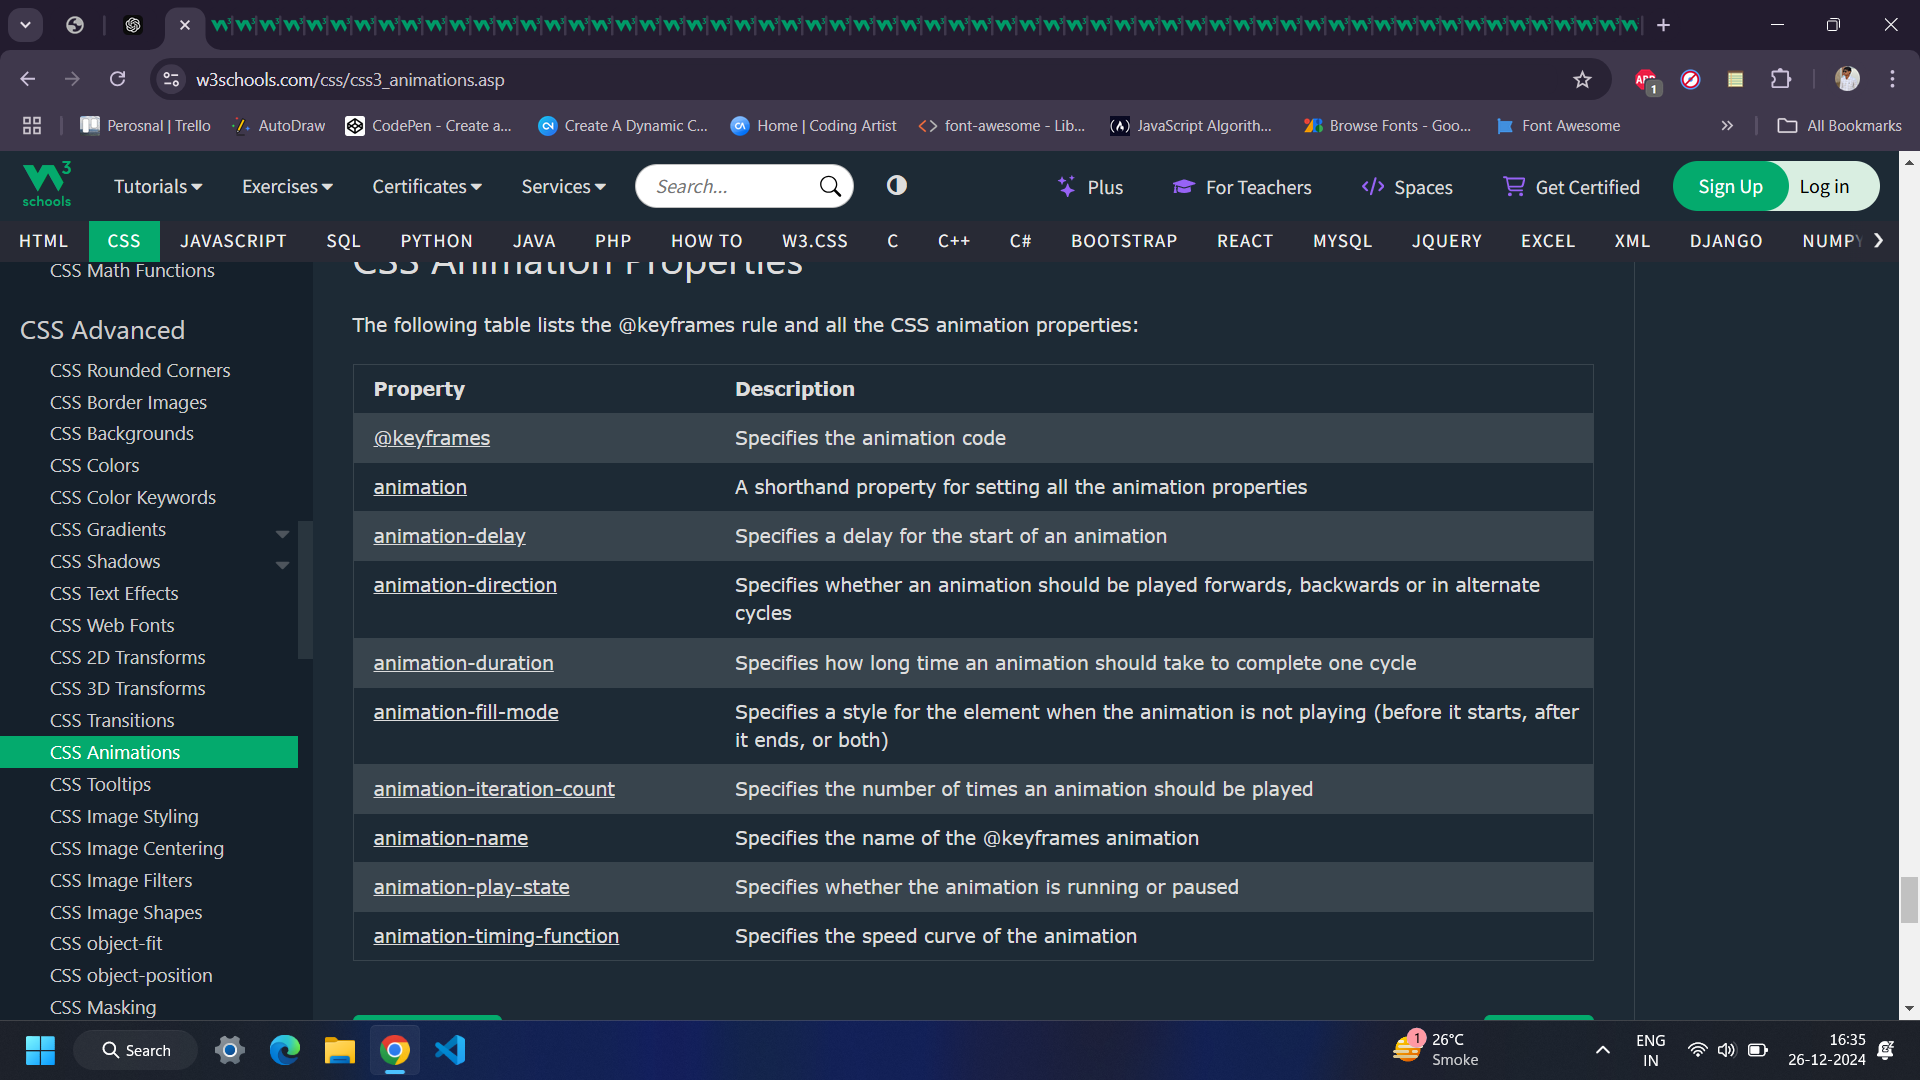 w3schools.com/css/css3_animations.asp
1
Perosnal | Trello
AutoDraw
CodePen - Create a...
Create A Dynamic C...
Home | Coding Artist
font-awesome - Lib...
JavaScript Algorith...
Browse Fonts - Goo...
Font Awesome
All Bookmarks
W3 schools
Tutorials
Exercises
Certificates
Services
Search...
Plus
For Teachers
Spaces
Get Certified
Sign Up
Log in
HTML
CSS
JAVASCRIPT
SQL
PYTHON
JAVA
PHP
HOW TO
W3.CSS
C
C++
C#
BOOTSTRAP
REACT
MYSQL
JQUERY
EXCEL
XML
DJANGO
NUMPY
CSS Math Functions
CSS Advanced
CSS Rounded Corners
CSS Border Images
CSS Backgrounds
CSS Colors
CSS Color Keywords
CSS Gradients
CSS Shadows
CSS Text Effects
CSS Web Fonts
CSS 2D Transforms
CSS 3D Transforms
CSS Transitions
CSS Animations
CSS Tooltips
CSS Image Styling
CSS Image Centering
CSS Image Filters
CSS Image Shapes
CSS object-fit
CSS object-position
CSS Masking
CSS Animation Properties
The following table lists the @keyframes rule and all the CSS animation properties:
Property Description
@keyframes Specifies the animation code
animation A shorthand property for setting all the animation properties
animation-delay Specifies a delay for the start of an animation
animation-direction Specifies whether an animation should be played forwards, backwards or in alternate
cycles
animation-duration Specifies how long time an animation should take to complete one cycle
animation-fill-mode Specifies a style for the element when the animation is not playing (before it starts, after
it ends, or both)
animation-iteration-count Specifies the number of times an animation should be played
animation-name Specifies the name of the @keyframes animation
animation-play-state Specifies whether the animation is running or paused
animation-timing-function Specifies the speed curve of the animation
Search
1
26°C
Smoke
ENG
IN
16:35
26-12-2024